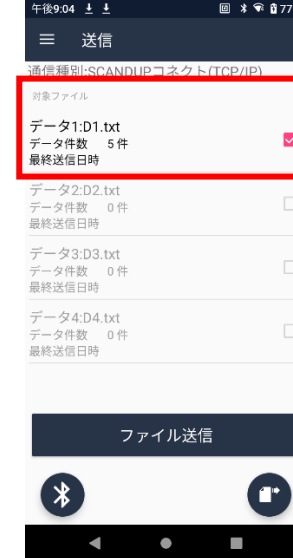 午後9:04
77
送信
通信種別:SCANDUPコネクト(TCP/IP)
対象ファイル
データ1:D1.txt
データ件数 5 件
最終送信日時
データ2:D2.txt
データ件数 0 件
最終送信日時
データ3:D3.txt
データ件数 0 件
最終送信日時
データ4:D4.txt
データ件数 0 件
最終送信日時
ファイル送信